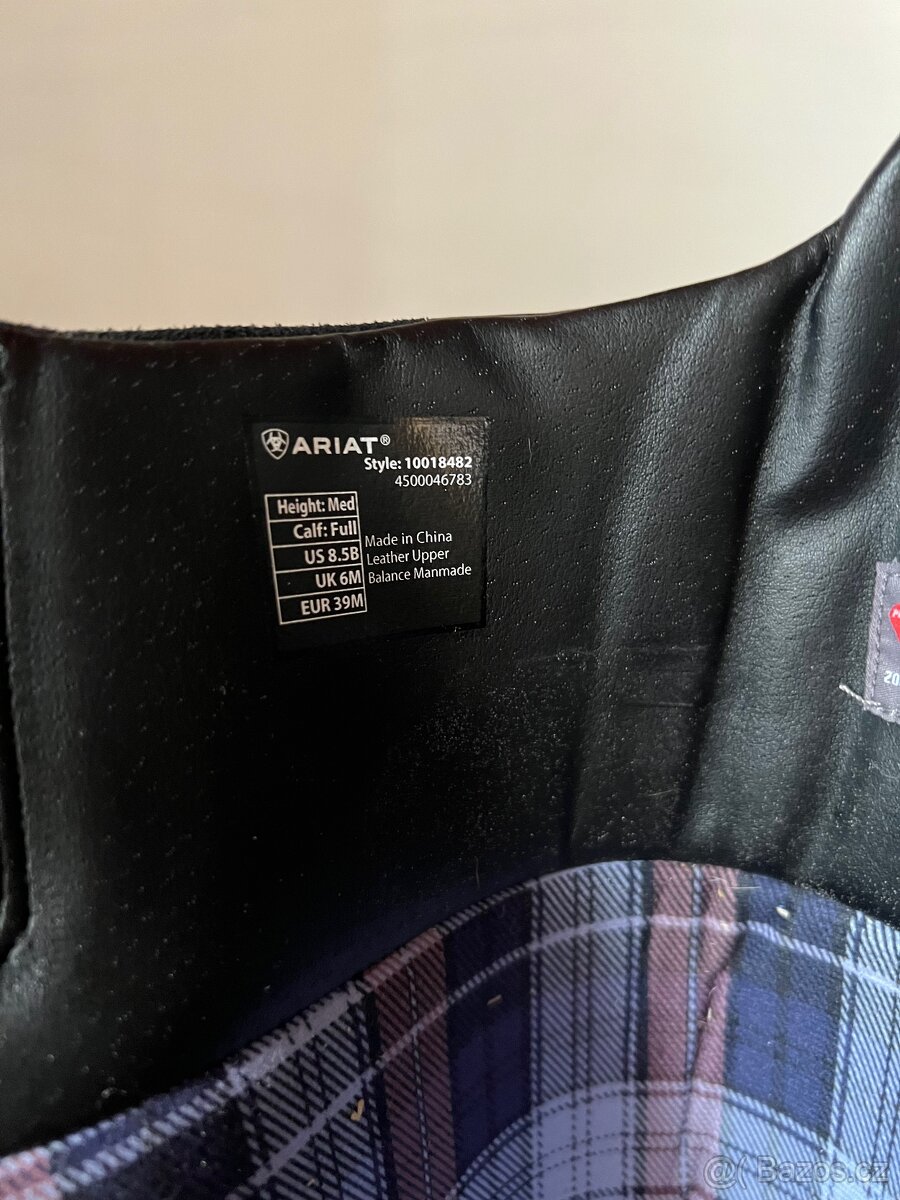 ARIAT®
Style: 10018482
4500046783
Height: Med
Calf: Full
US 8.5B
UK 6M
EUR 39M
Made in China
Leather Upper
Balance Manmade
20
@ Bazos.cz